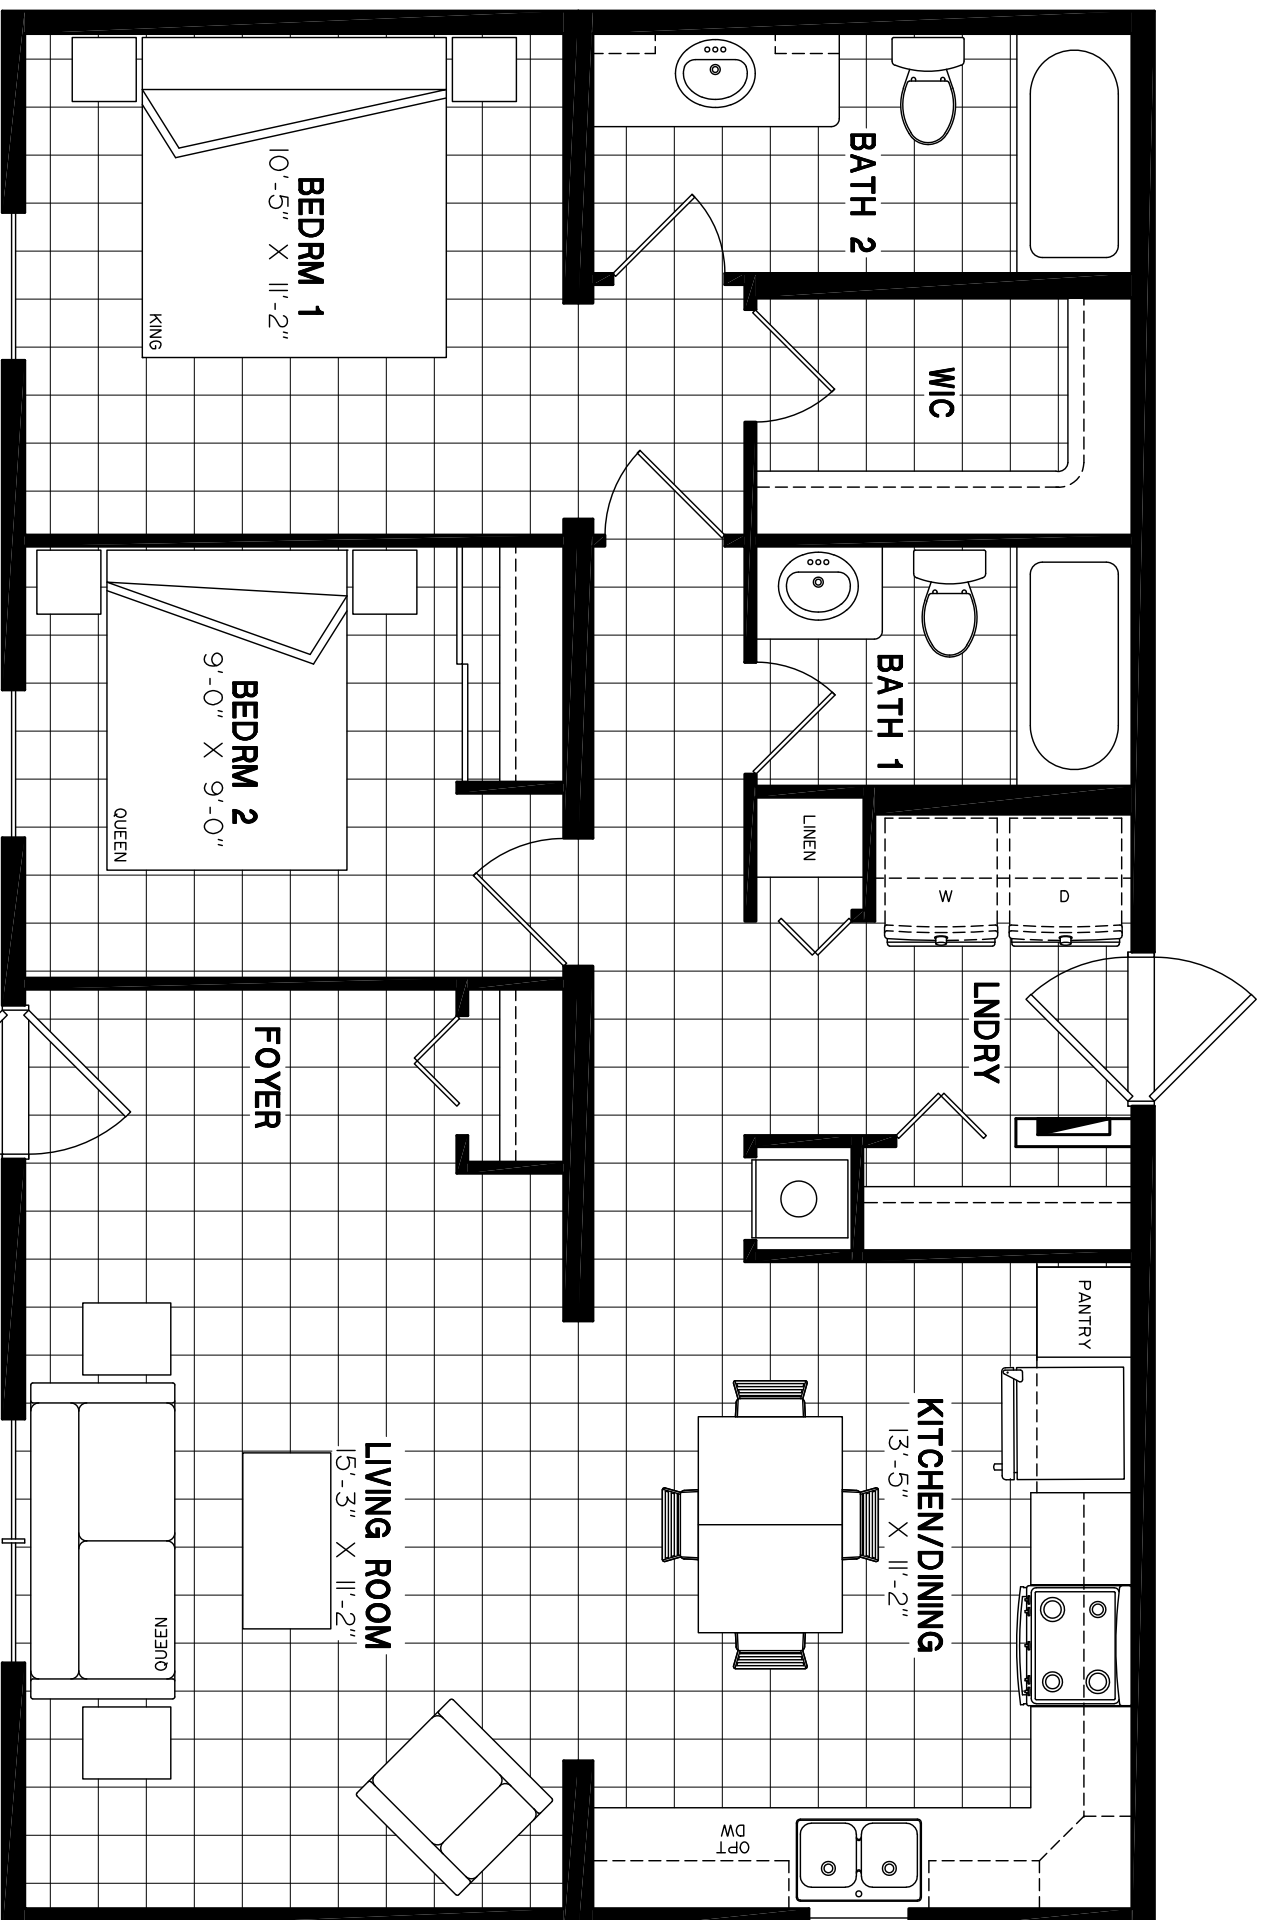 BATH 2
BEDRM 1
10'-5" X 11'-2"
KING
WIC
BATH 1
BEDRM 2
9'-0" X 9'-0"
QUEEN
LINEN
W
D
LNDRY
FOYER
PANTRY
KITCHEN/DINING
13'-5" X 11'-2"
LIVING ROOM
15'-3" X 11'-2"
QUEEN
OPT
DW